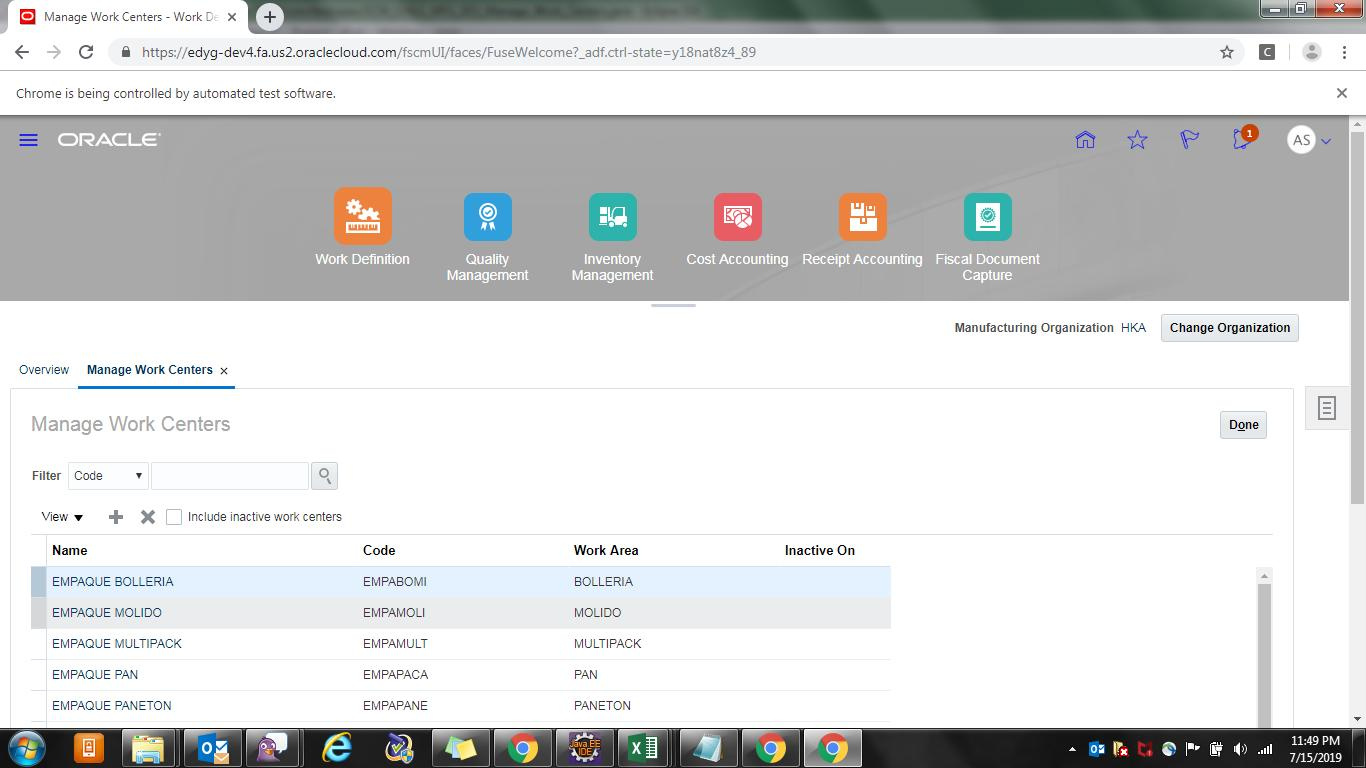 Manage Work Centers - Work De
https://edyg-dev4.fa.us2.oraclecloud.com/fscmUI/faces/FuseWelcome?_adf.ctrl-state=y18nat8z4_89
C
Chrome is being controlled by automated test software.
ORACLE
1
AS
Work Definition
Quality Management
Inventory Management
Cost Accounting
Receipt Accounting
Fiscal Document Capture
Manufacturing Organization HKA Change Organization
Overview Manage Work Centers
Manage Work Centers
Done
Filter Code
View Include inactive work centers
Name Code Work Area Inactive On
EMPAQUE BOLLERIA EMPABOMI BOLLERIA
EMPAQUE MOLIDO EMPAMOLI MOLIDO
EMPAQUE MULTIPACK EMPAMULT MULTIPACK
EMPAQUE PAN EMPAPACA PAN
EMPAQUE PANETON EMPAPANE PANETON
Java EE
IDE
11:49 PM
7/15/2019